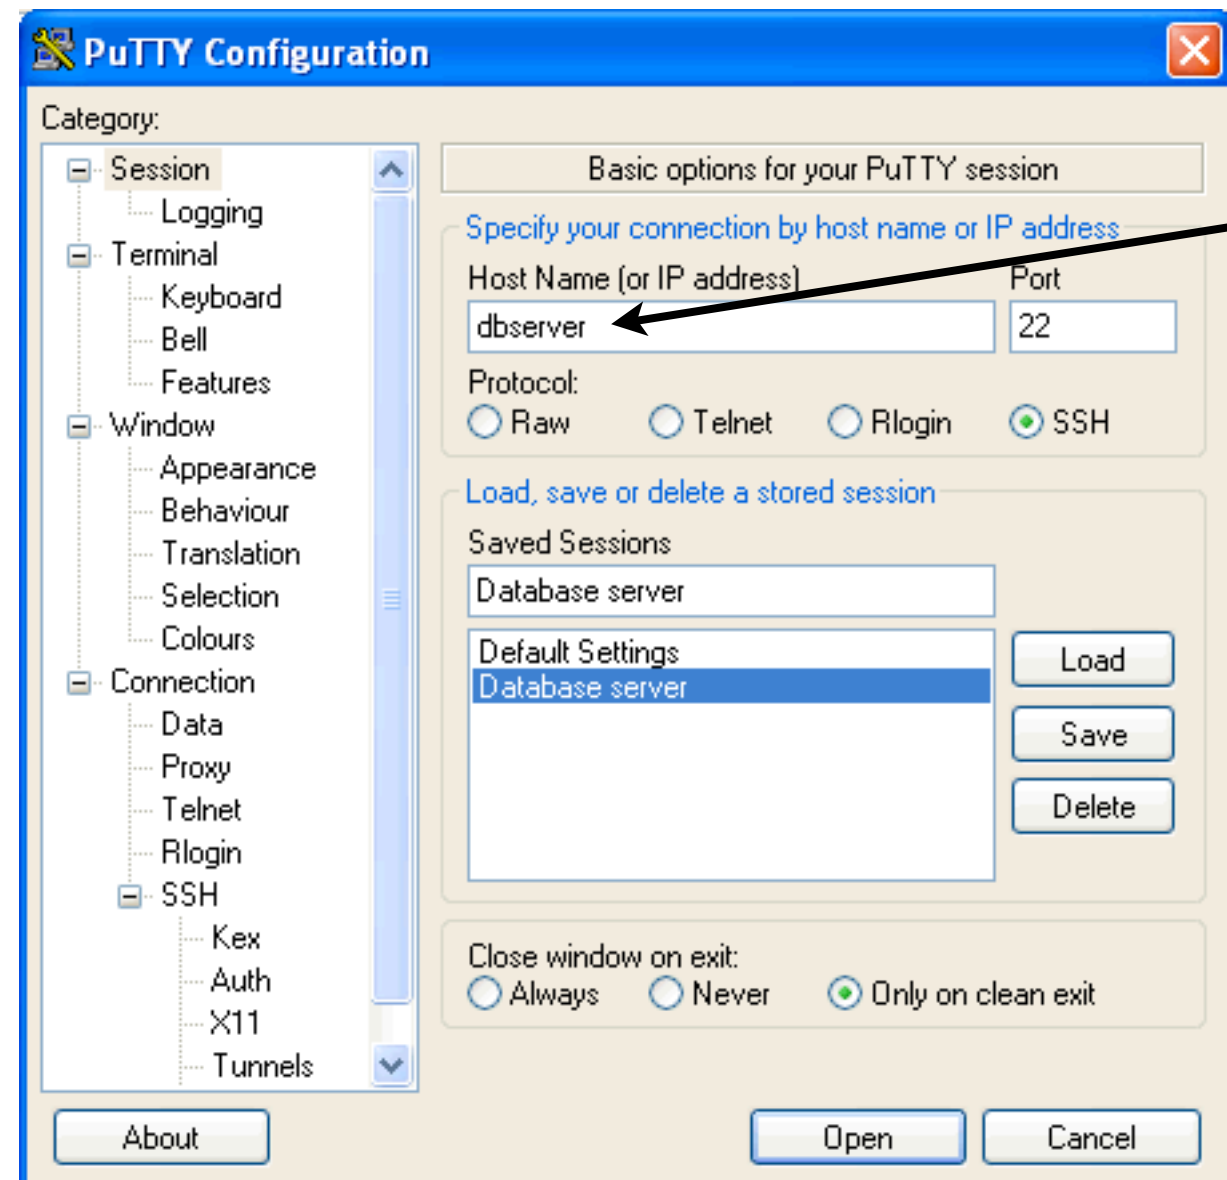 PuTTY Configuration
Category:
Session
Logging
Terminal
Keyboard
Bell
Features
Window
Appearance
Behaviour
Translation
Selection
Colours
Connection
Data
Proxy
Telnet
Rlogin
SSH
Kex
Auth
X11
Tunnels
Basic options for your PuTTY session
Specify your connection by host name or IP address
Host Name (or IP address) Port
dbserver 22
Protocol:
Raw Telnet Rlogin SSH
Load, save or delete a stored session
Saved Sessions
Database server
Default Settings
Database server
Load
Save
Delete
Close window on exit:
Always Never Only on clean exit
About Open Cancel